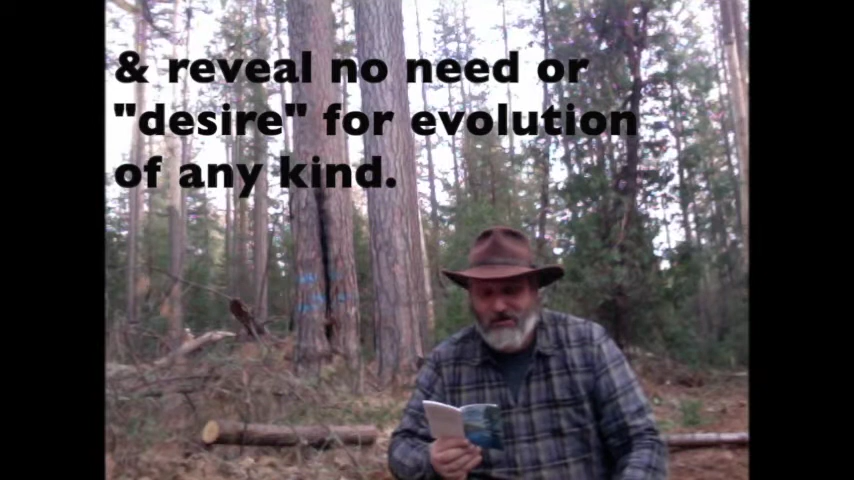 & reveal no need or
"desire" for evolution
of any kind.